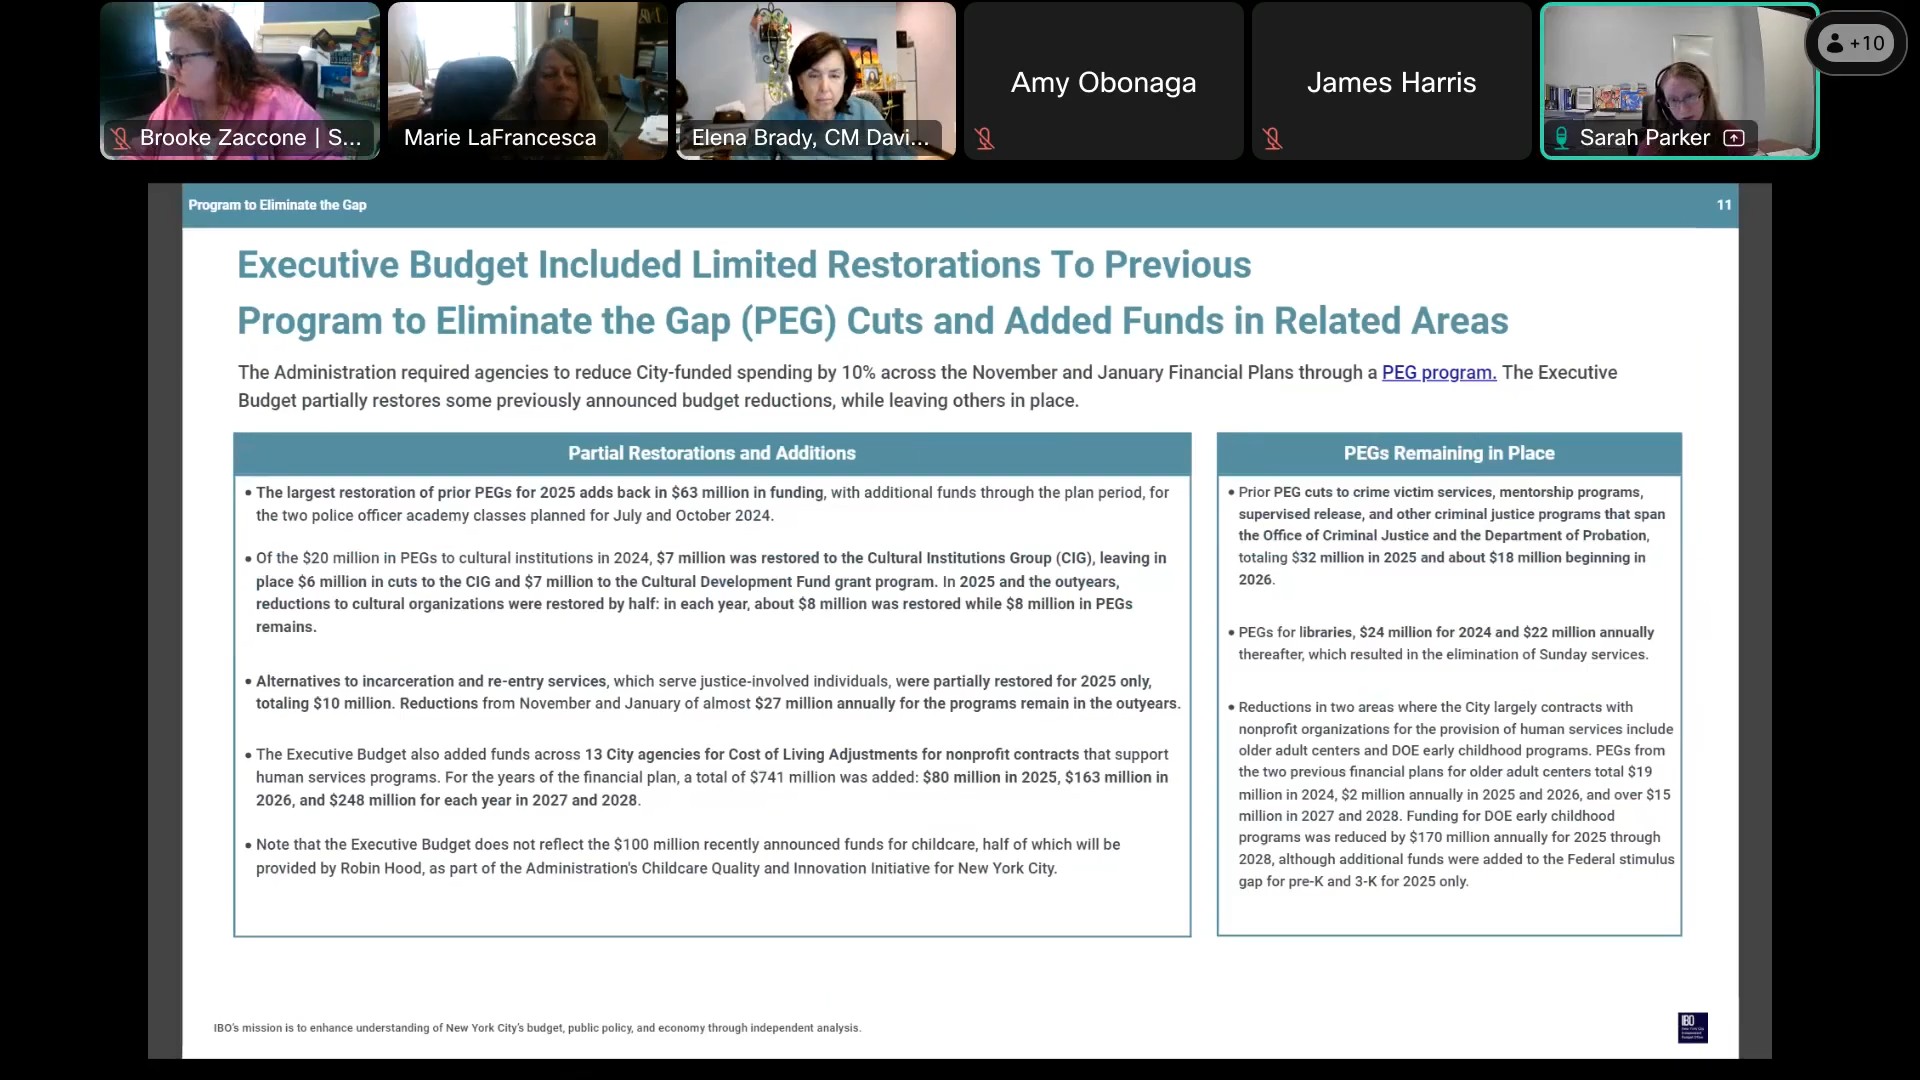 Brooke Zaccone | S...
Marie LaFrancesca
Elena Brady, CM Davi...
Amy Obonaga
James Harris
Sarah Parker
+10
Program to Eliminate the Gap
11
Executive Budget Included Limited Restorations To Previous
Program to Eliminate the Gap (PEG) Cuts and Added Funds in Related Areas
The Administration required agencies to reduce City-funded spending by 10% across the November and January Financial Plans through a PEG program. The Executive
Budget partially restores some previously announced budget reductions, while leaving others in place.
Partial Restorations and Additions
• The largest restoration of prior PEGs for 2025 adds back in $63 million in funding, with additional funds through the plan period, for
the two police officer academy classes planned for July and October 2024.
• Of the $20 million in PEGs to cultural institutions in 2024, $7 million was restored to the Cultural Institutions Group (CIG), leaving in
place $6 million in cuts to the CIG and $7 million to the Cultural Development Fund grant program. In 2025 and the outyears,
reductions to cultural organizations were restored by half: in each year, about $8 million was restored while $8 million in PEGs
remains.
• Alternatives to incarceration and re-entry services, which serve justice-involved individuals, were partially restored for 2025 only,
totaling $10 million. Reductions from November and January of almost $27 million annually for the programs remain in the outyears.
• The Executive Budget also added funds across 13 City agencies for Cost of Living Adjustments for nonprofit contracts that support
human services programs. For the years of the financial plan, a total of $741 million was added: $80 million in 2025, $163 million in
2026, and $248 million for each year in 2027 and 2028.
• Note that the Executive Budget does not reflect the $100 million recently announced funds for childcare, half of which will be
provided by Robin Hood, as part of the Administration's Childcare Quality and Innovation Initiative for New York City.
PEGs Remaining in Place
• Prior PEG cuts to crime victim services, mentorship programs,
supervised release, and other criminal justice programs that span
the Office of Criminal Justice and the Department of Probation,
totaling $32 million in 2025 and about $18 million beginning in
2026.
• PEGs for libraries, $24 million for 2024 and $22 million annually
thereafter, which resulted in the elimination of Sunday services.
• Reductions in two areas where the City largely contracts with
nonprofit organizations for the provision of human services include
older adult centers and DOE early childhood programs. PEGs from
the two previous financial plans for older adult centers total $19
million in 2024, $2 million annually in 2025 and 2026, and over $15
million in 2027 and 2028. Funding for DOE early childhood
programs was reduced by $170 million annually for 2025 through
2028, although additional funds were added to the Federal stimulus
gap for pre-K and 3-K for 2025 only.
IBO's mission is to enhance understanding of New York City's budget, public policy, and economy through independent analysis.
IBO